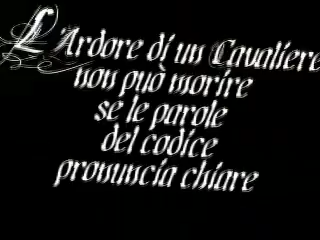 L'Ardore di un Cavaliere
non può morire
se le parole
del codice
pronuncia chiare